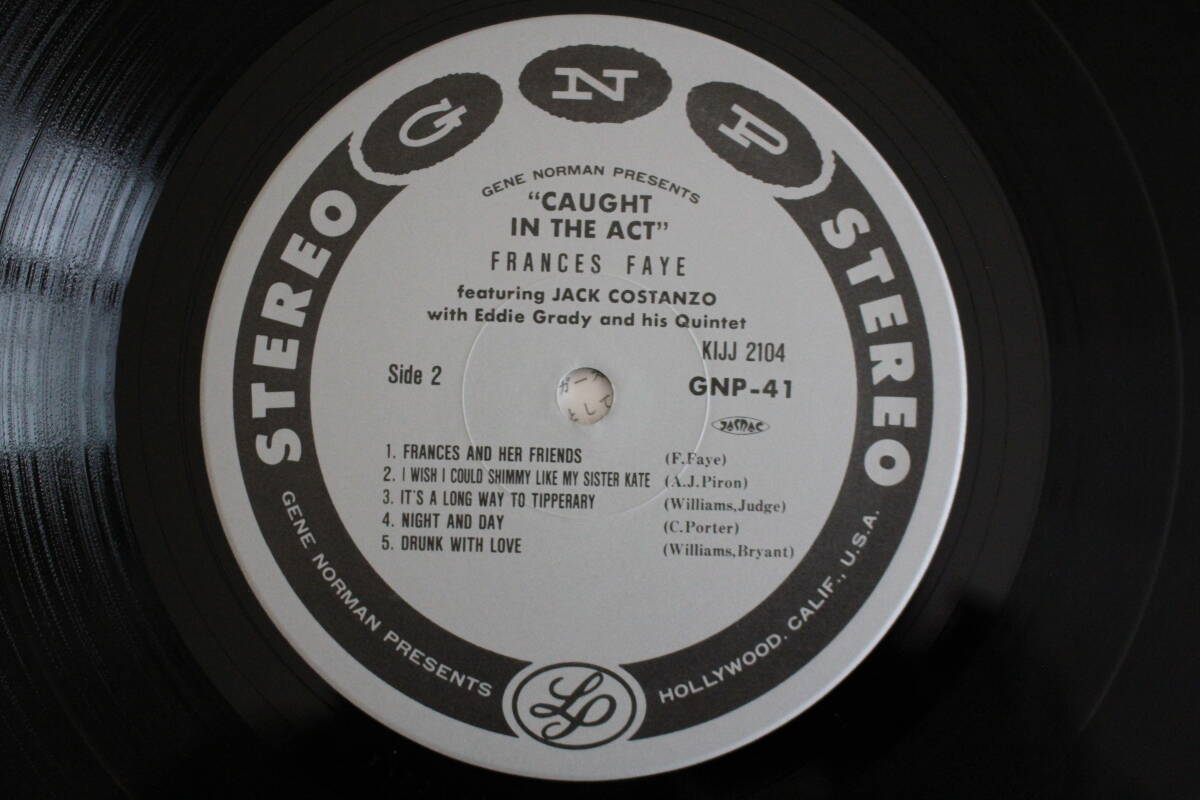 G N P
GENE NORMAN PRESENTS
"CAUGHT
IN THE ACT"
FRANCES FAYE
featuring JACK COSTANZO
with Eddie Grady and his Quintet
KIJJ 2104
Side 2
GNP-41
JASRAC
1. FRANCES AND HER FRIENDS (F.Faye)
2. I WISH I COULD SHIMMY LIKE MY SISTER KATE (A.J.Piron)
3. IT'S A LONG WAY TO TIPPERARY (Williams,Judge)
4. NIGHT AND DAY (C.Porter)
5. DRUNK WITH LOVE (Williams,Bryant)
STEREO
STEREO
GENE NORMAN PRESENTS
LP
HOLLYWOOD. CALIF., U.S.A.